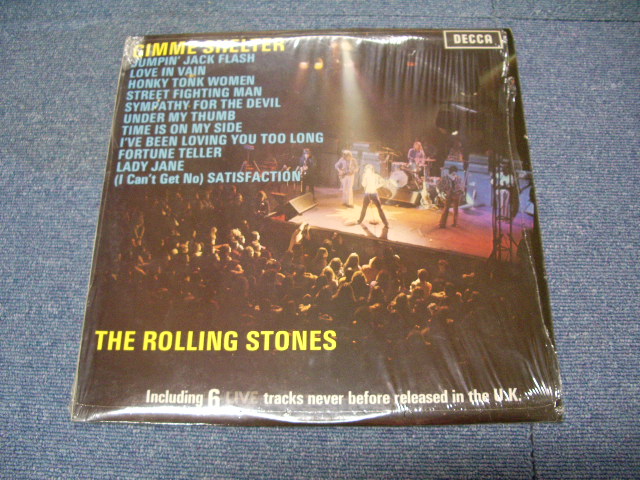 GIMME SHELTER
DECCA
JUMPIN' JACK FLASH
LOVE IN VAIN
HONKY TONK WOMEN
STREET FIGHTING MAN
SYMPATHY FOR THE DEVIL
UNDER MY THUMB
TIME IS ON MY SIDE
I'VE BEEN LOVING YOU TOO LONG
FORTUNE TELLER
LADY JANE
(I Can't Get No) SATISFACTION
THE ROLLING STONES
Including 6 LIVE tracks never before released in the U.K.